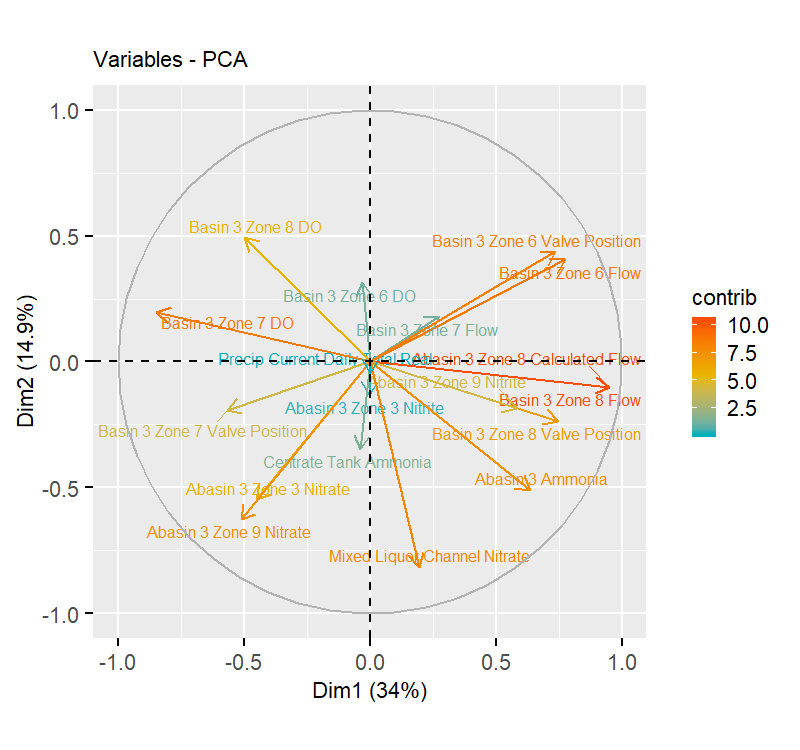 Variables - PCA
1.0
0.5
0.0
-0.5
-1.0
Dim2 (14.9%)
Basin 3 Zone 8 DO
Basin 3 Zone 6 Valve Position
Basin 3 Zone 6 Flow
Basin 3 Zone 6 DO
Basin 3 Zone 7 DO
Basin 3 Zone 7 Flow
Precip Current Daily Total
Abasin 3 Zone 8 Calculated Flow
Abasin 3 Zone 9 Nitrite
Basin 3 Zone 8 Flow
Abasin 3 Zone 3 Nitrite
Basin 3 Zone 7 Valve Position
Basin 3 Zone 8 Valve Position
Centrate Tank Ammonia
Abasin 3 Ammonia
Abasin 3 Zone 3 Nitrate
Abasin 3 Zone 9 Nitrate
Mixed Liquor Channel Nitrate
-1.0
-0.5
0.0
0.5
1.0
Dim1 (34%)
contrib
10.0
7.5
5.0
2.5